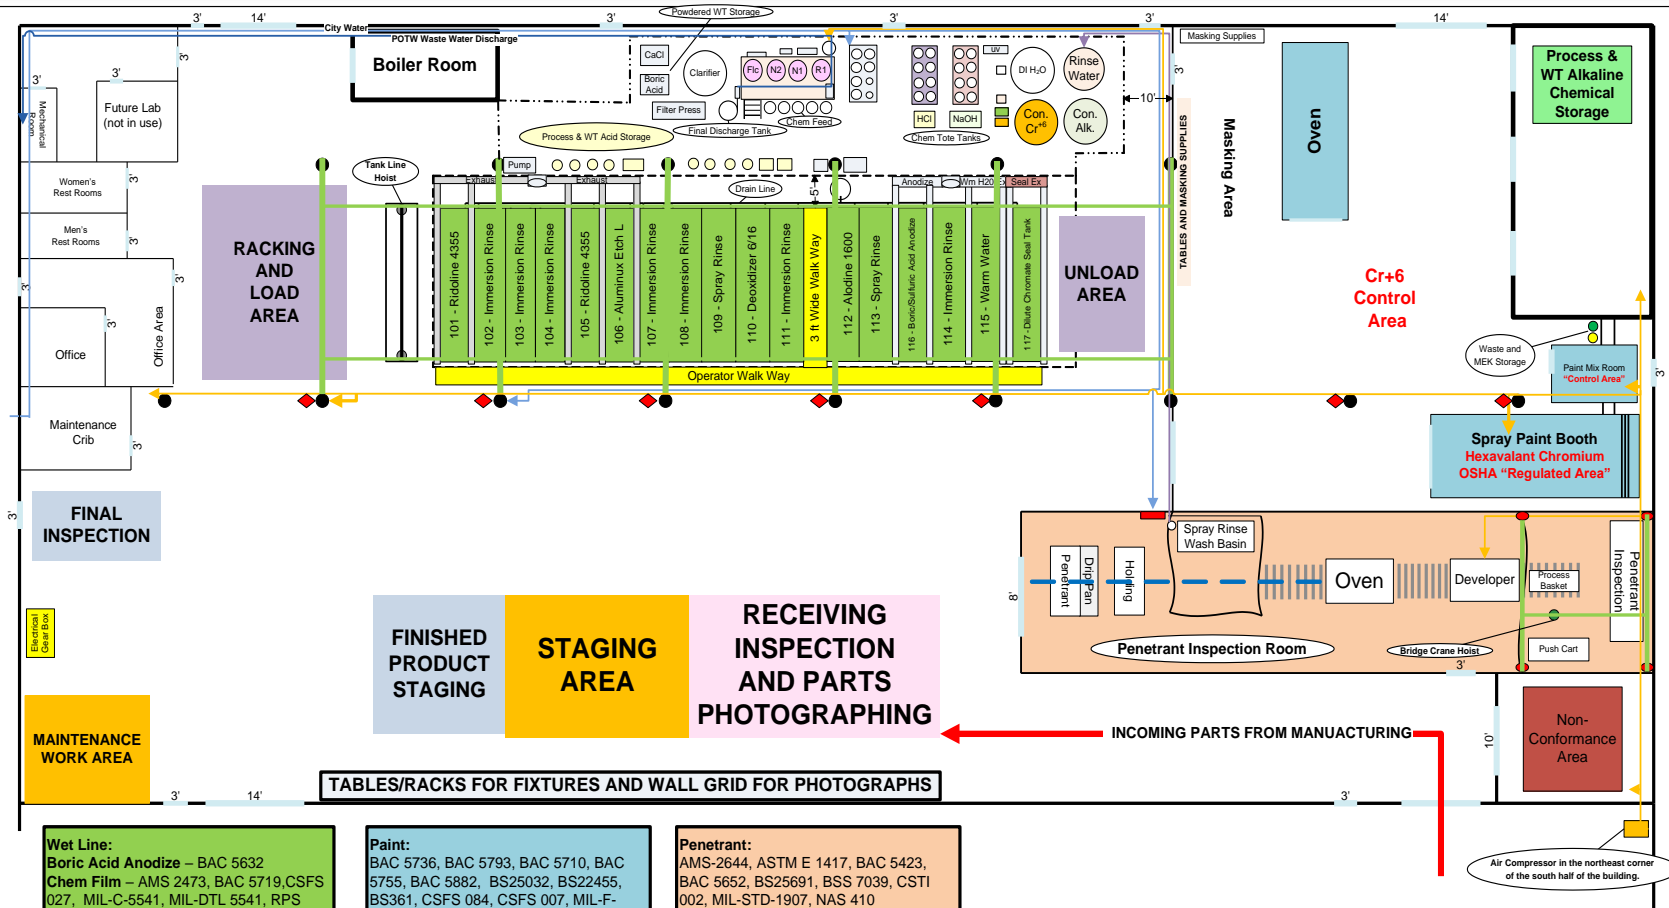 3'
14'
3'
3'
3'
14'
City Water
POTW Waste Water Discharge
Powdered WT Storage
Masking Supplies
Boiler Room
CaCl
Boric
Acid
Clarifier
Flc
N2
N1
R1
uv
DI H2O
Rinse
Water
Process &
WT Alkaline
Chemical
Storage
3'
3'
3'
Mechanical
Room
Future Lab
(not in use)
Filter Press
Final Discharge Tank
Chem Feed
HCl
NaOH
Chem Tote Tanks
Con.
Cr+6
Con.
Alk.
10'
Process & WT Acid Storage
Oven
Masking Area
TABLES AND MASKING SUPPLIES
Tank Line
Hoist
Pump
Exhaust
Exhaust
Drain Line
5'
Anodize
Wm H20 Ex
Seal Ex
Women's
Rest Rooms
3'
Men's
Rest Rooms
3'
3'
3'
RACKING
AND
LOAD
AREA
101 - Ridoline 4355
102 - Immersion Rinse
103 - Immersion Rinse
104 - Immersion Rinse
105 - Ridoline 4355
106 - Aluminux Etch L
107 - Immersion Rinse
108 - Immersion Rinse
109 - Spray Rinse
110 - Deoxidizer 6/16
111 - Immersion Rinse
3 ft Wide Walk Way
112 - Alodine 1600
113 - Spray Rinse
116 - Boric/Sulfuric Acid Anodize
114 - Immersion Rinse
115 - Warm Water
117 - Dilute Chromate Seal Tank
UNLOAD
AREA
Cr+6
Control
Area
Office
3'
Office Area
Operator Walk Way
Waste and
MEK Storage
Paint Mix Room
“Control Area”
3'
Maintenance
Crib
3'
Spray Paint Booth
Hexavalant Chromium
OSHA “Regulated Area”
3'
FINAL
INSPECTION
Spray Rinse
Wash Basin
Penetrant
Drip Pan
Holding
Oven
Developer
Process
Basket
Penetrant
Inspection
8'
Electrical
Gear Box
FINISHED
PRODUCT
STAGING
STAGING
AREA
RECEIVING
INSPECTION
AND PARTS
PHOTOGRAPHING
Penetrant Inspection Room
Bridge Crane Hoist
Push Cart
3'
MAINTENANCE
WORK AREA
INCOMING PARTS FROM MANUACTURING
10'
Non-
Conformance
Area
TABLES/RACKS FOR FIXTURES AND WALL GRID FOR PHOTOGRAPHS
3'
14'
3'
Wet Line:
Boric Acid Anodize – BAC 5632
Chem Film – AMS 2473, BAC 5719,CSFS
027, MIL-C-5541, MIL-DTL 5541, RPS
Paint:
BAC 5736, BAC 5793, BAC 5710, BAC
5755, BAC 5882, BS25032, BS22455,
BS361, CSFS 084, CSFS 007, MIL-F-
Penetrant:
AMS-2644, ASTM E 1417, BAC 5423,
BAC 5652, BS25691, BSS 7039, CSTI
002, MIL-STD-1907, NAS 410
Air Compressor in the northeast corner
of the south half of the building.